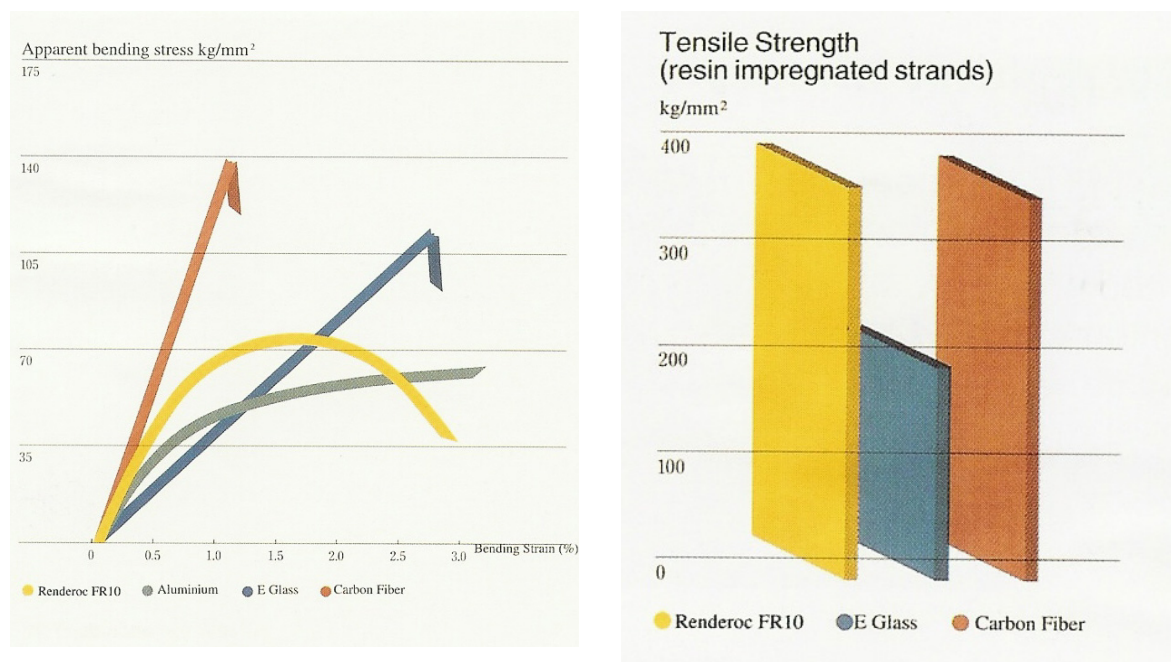 Apparent bending stress kg/mm²
175
140
105
70
35
0 0.5 1.0 1.5 2.0 2.5 3.0 Bending Strain (%)
Renderoc FR10 Aluminium E Glass Carbon Fiber
Tensile Strength
(resin impregnated strands)
kg/mm²
400
300
200
100
0
Renderoc FR10 E Glass Carbon Fiber